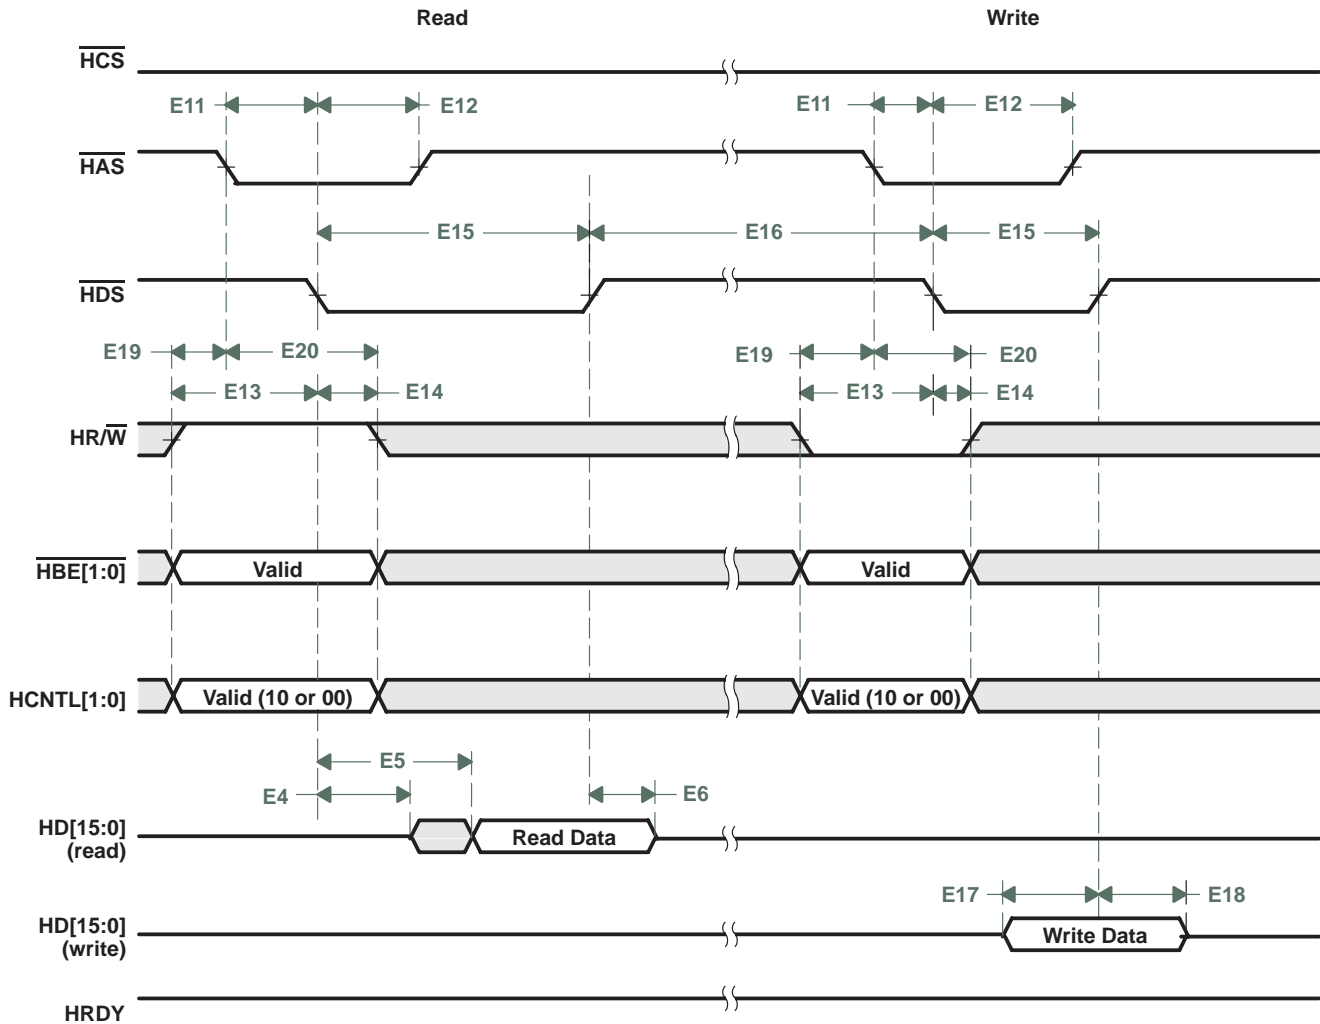 Read Write
HCS
E11 E12 E11 E12
HAS
E15 E16 E15
HDS
E19 E20 E19 E20
E13 E14 E13 E14
HR/W
HBE[1:0] Valid Valid
HCNTL[1:0] Valid (10 or 00) Valid (10 or 00)
E5
E4 E6
HD[15:0]
(read)
Read Data
E17 E18
HD[15:0]
(write)
Write Data
HRDY